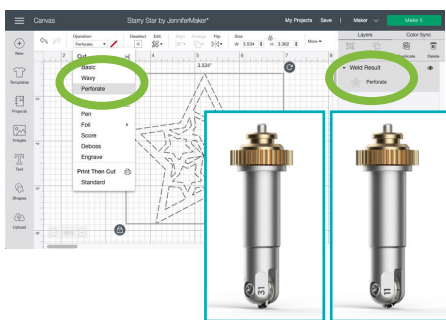 Canvas
Starry Star by JenniferMaker*
My Projects Save | Maker Make It
New
Operation
Perforate
Deselect
Edit
Align
Arrange
Flip
Size
W 3.534 H 3.362
More
Layers
Color Sync
Duplicate
Delete
Cut
Basic
Wavy
Perforate
Pen
Foil
Score
Deboss
Engrave
Print Then Cut
Standard
Templates
Projects
Images
Text
Shapes
Upload
3.534"
Weld Result
Perforate
31
11